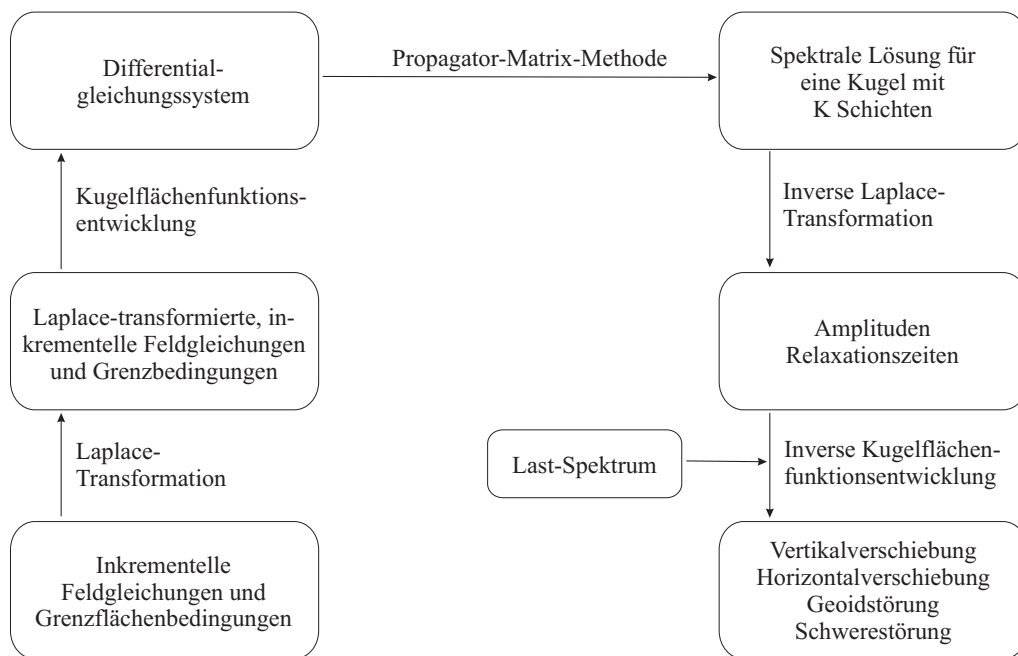 Differential-
gleichungssystem
Propagator-Matrix-Methode
Spektrale Lösung für
eine Kugel mit
K Schichten
Kugelflächenfunktions-
entwicklung
Inverse Laplace-
Transformation
Laplace-transformierte, in-
krementelle Feldgleichungen
und Grenzbedingungen
Amplituden
Relaxationszeiten
Laplace-
Transformation
Last-Spektrum
Inverse Kugelflächen-
funktionsentwicklung
Inkrementelle
Feldgleichungen und
Grenzflächenbedingungen
Vertikalverschiebung
Horizontalverschiebung
Geoidstörung
Schwerestörung